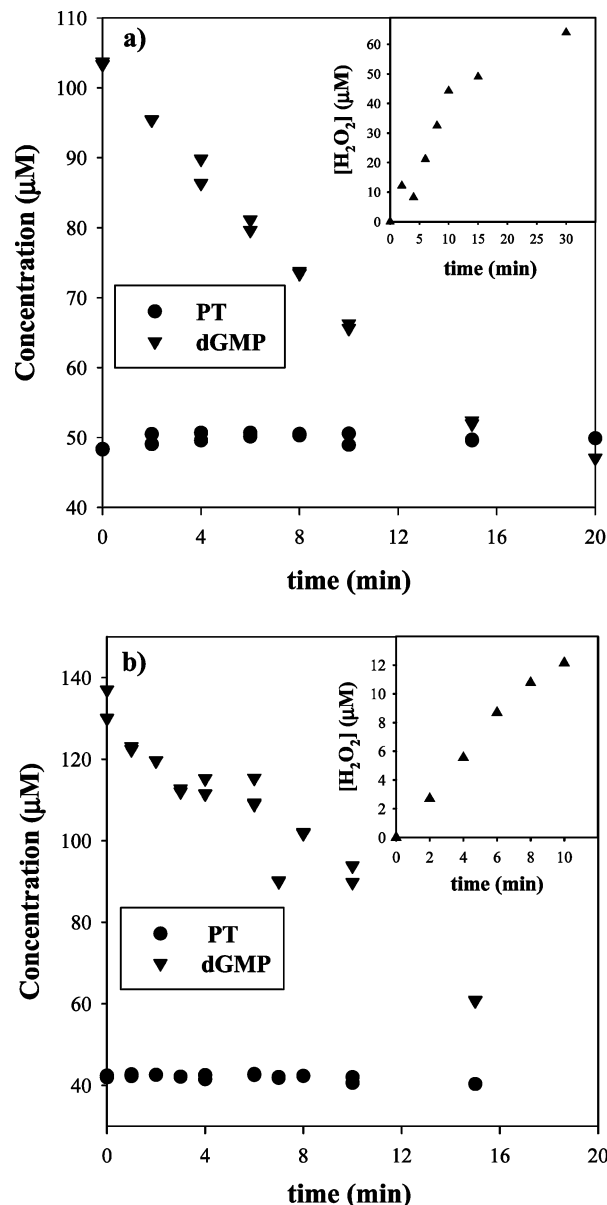 a)
110
100
90
80
70
60
50
40
Concentration (μM)
0 4 8 12 16 20
time (min)
PT
dGMP
[H₂O₂] (μM)
60
50
40
30
20
10
0
0 5 10 15 20 25 30
time (min)
b)
140
120
100
80
60
40
Concentration (μM)
0 4 8 12 16 20
time (min)
PT
dGMP
[H₂O₂] (μM)
12
10
8
6
4
2
0
0 2 4 6 8 10
time (min)